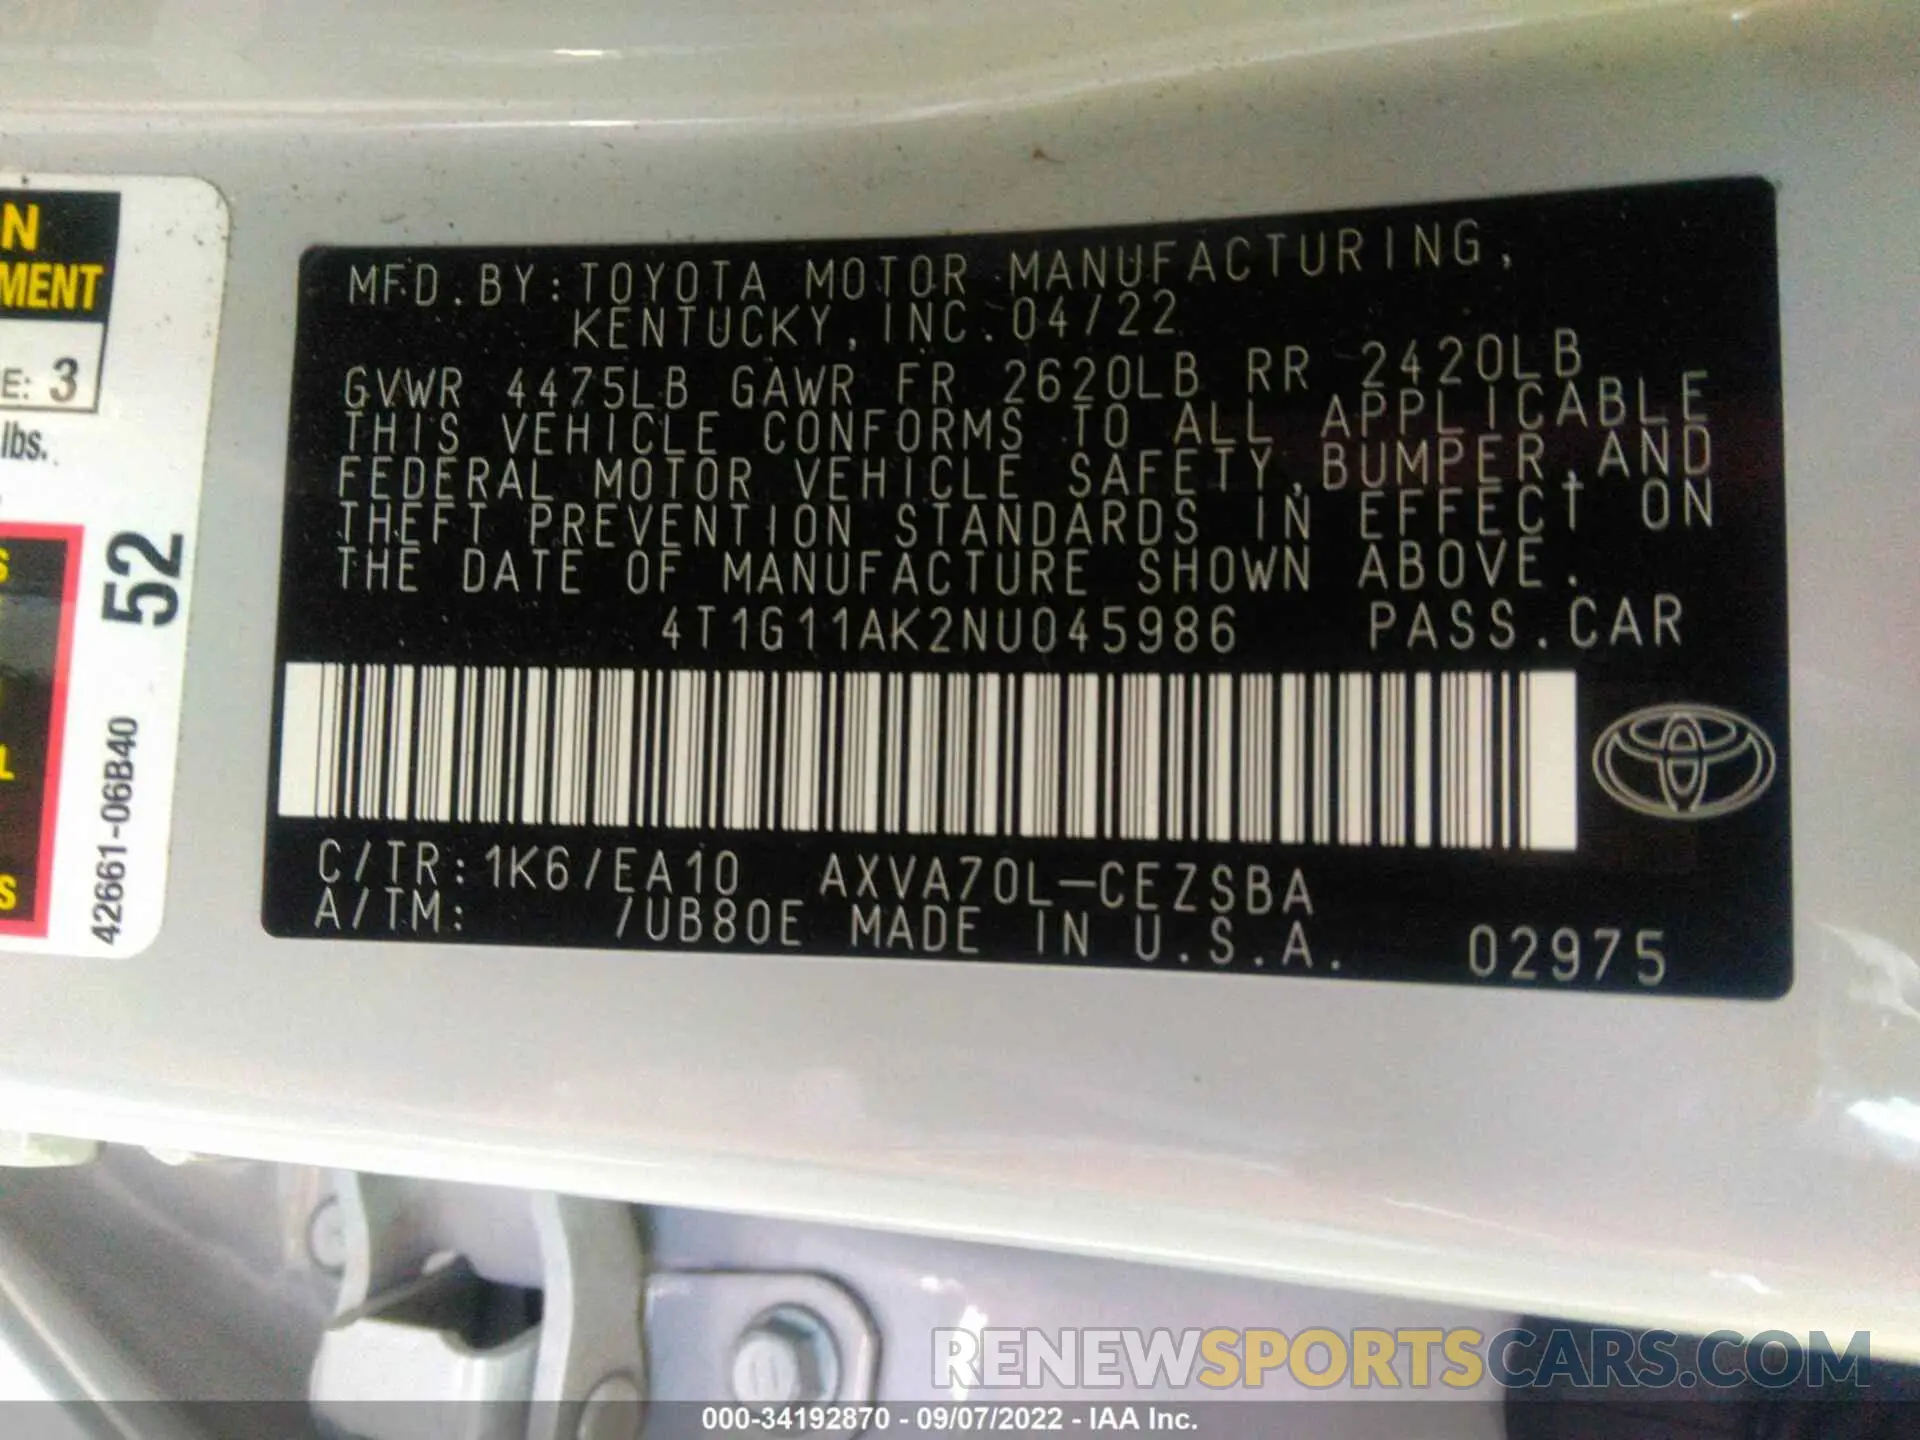 N
MENT
E: 3
lbs.
52
42661-06B40
S
L
S
MFD.BY:TOYOTA MOTOR MANUFACTURING,
KENTUCKY,INC.04/22
GVWR 4475LB GAWR FR 2620LB RR 2420LB
THIS VEHICLE CONFORMS TO ALL APPLICABLE
FEDERAL MOTOR VEHICLE SAFETY,BUMPER,AND
THEFT PREVENTION STANDARDS IN EFFECT ON
THE DATE OF MANUFACTURE SHOWN ABOVE.
4T1G11AK2NU045986 PASS.CAR
C/TR:1K6/EA10 AXVA70L-CEZSBA
A/TM: /UB80E MADE IN U.S.A. 02975
RENEWSPORTSCARS.COM
000-34192870 - 09/07/2022 - IAA Inc.